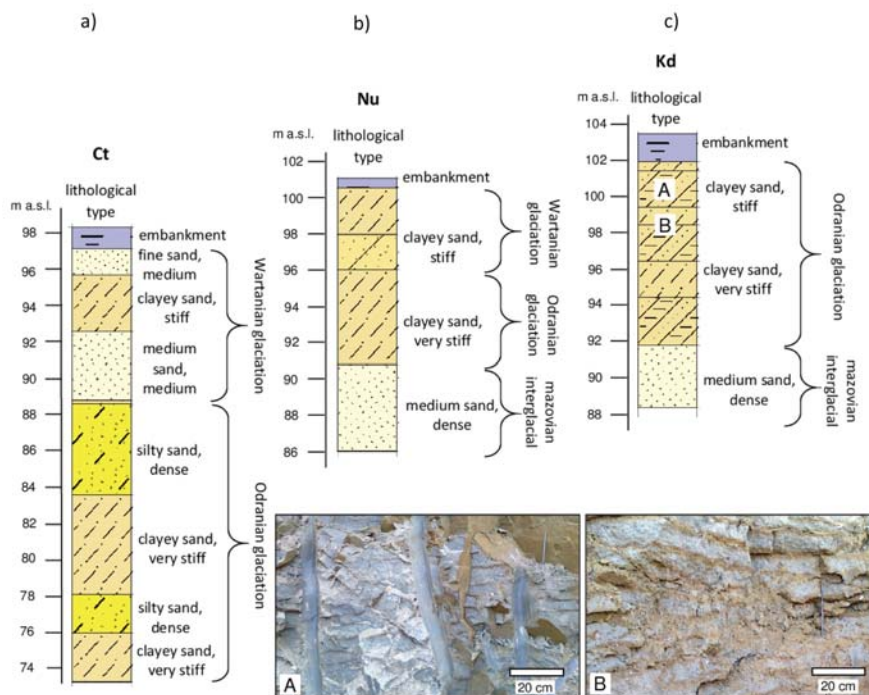 a)
Ct
lithological
type
m a.s.l.
98
96
94
92
90
88
86
84
82
80
78
76
74
embankment
fine sand,
medium
clayey sand,
stiff
medium
sand,
medium
silty sand,
dense
clayey sand,
very stiff
silty sand,
dense
clayey sand,
very stiff
Wartanian glaciation
Odranian glaciation
b)
Nu
m a.s.l.
lithological
type
102
100
98
96
94
92
90
88
86
embankment
clayey sand,
stiff
clayey sand,
very stiff
medium sand,
dense
Wartanian
glaciation
Odranian
glaciation
mazovian
interglacial
c)
Kd
m a.s.l.
lithological
type
104
102
100
98
96
94
92
90
88
A
B
embankment
clayey sand,
stiff
clayey sand,
very stiff
medium sand,
dense
Odranian glaciation
mazovian
interglacial
A
20 cm
B
20 cm